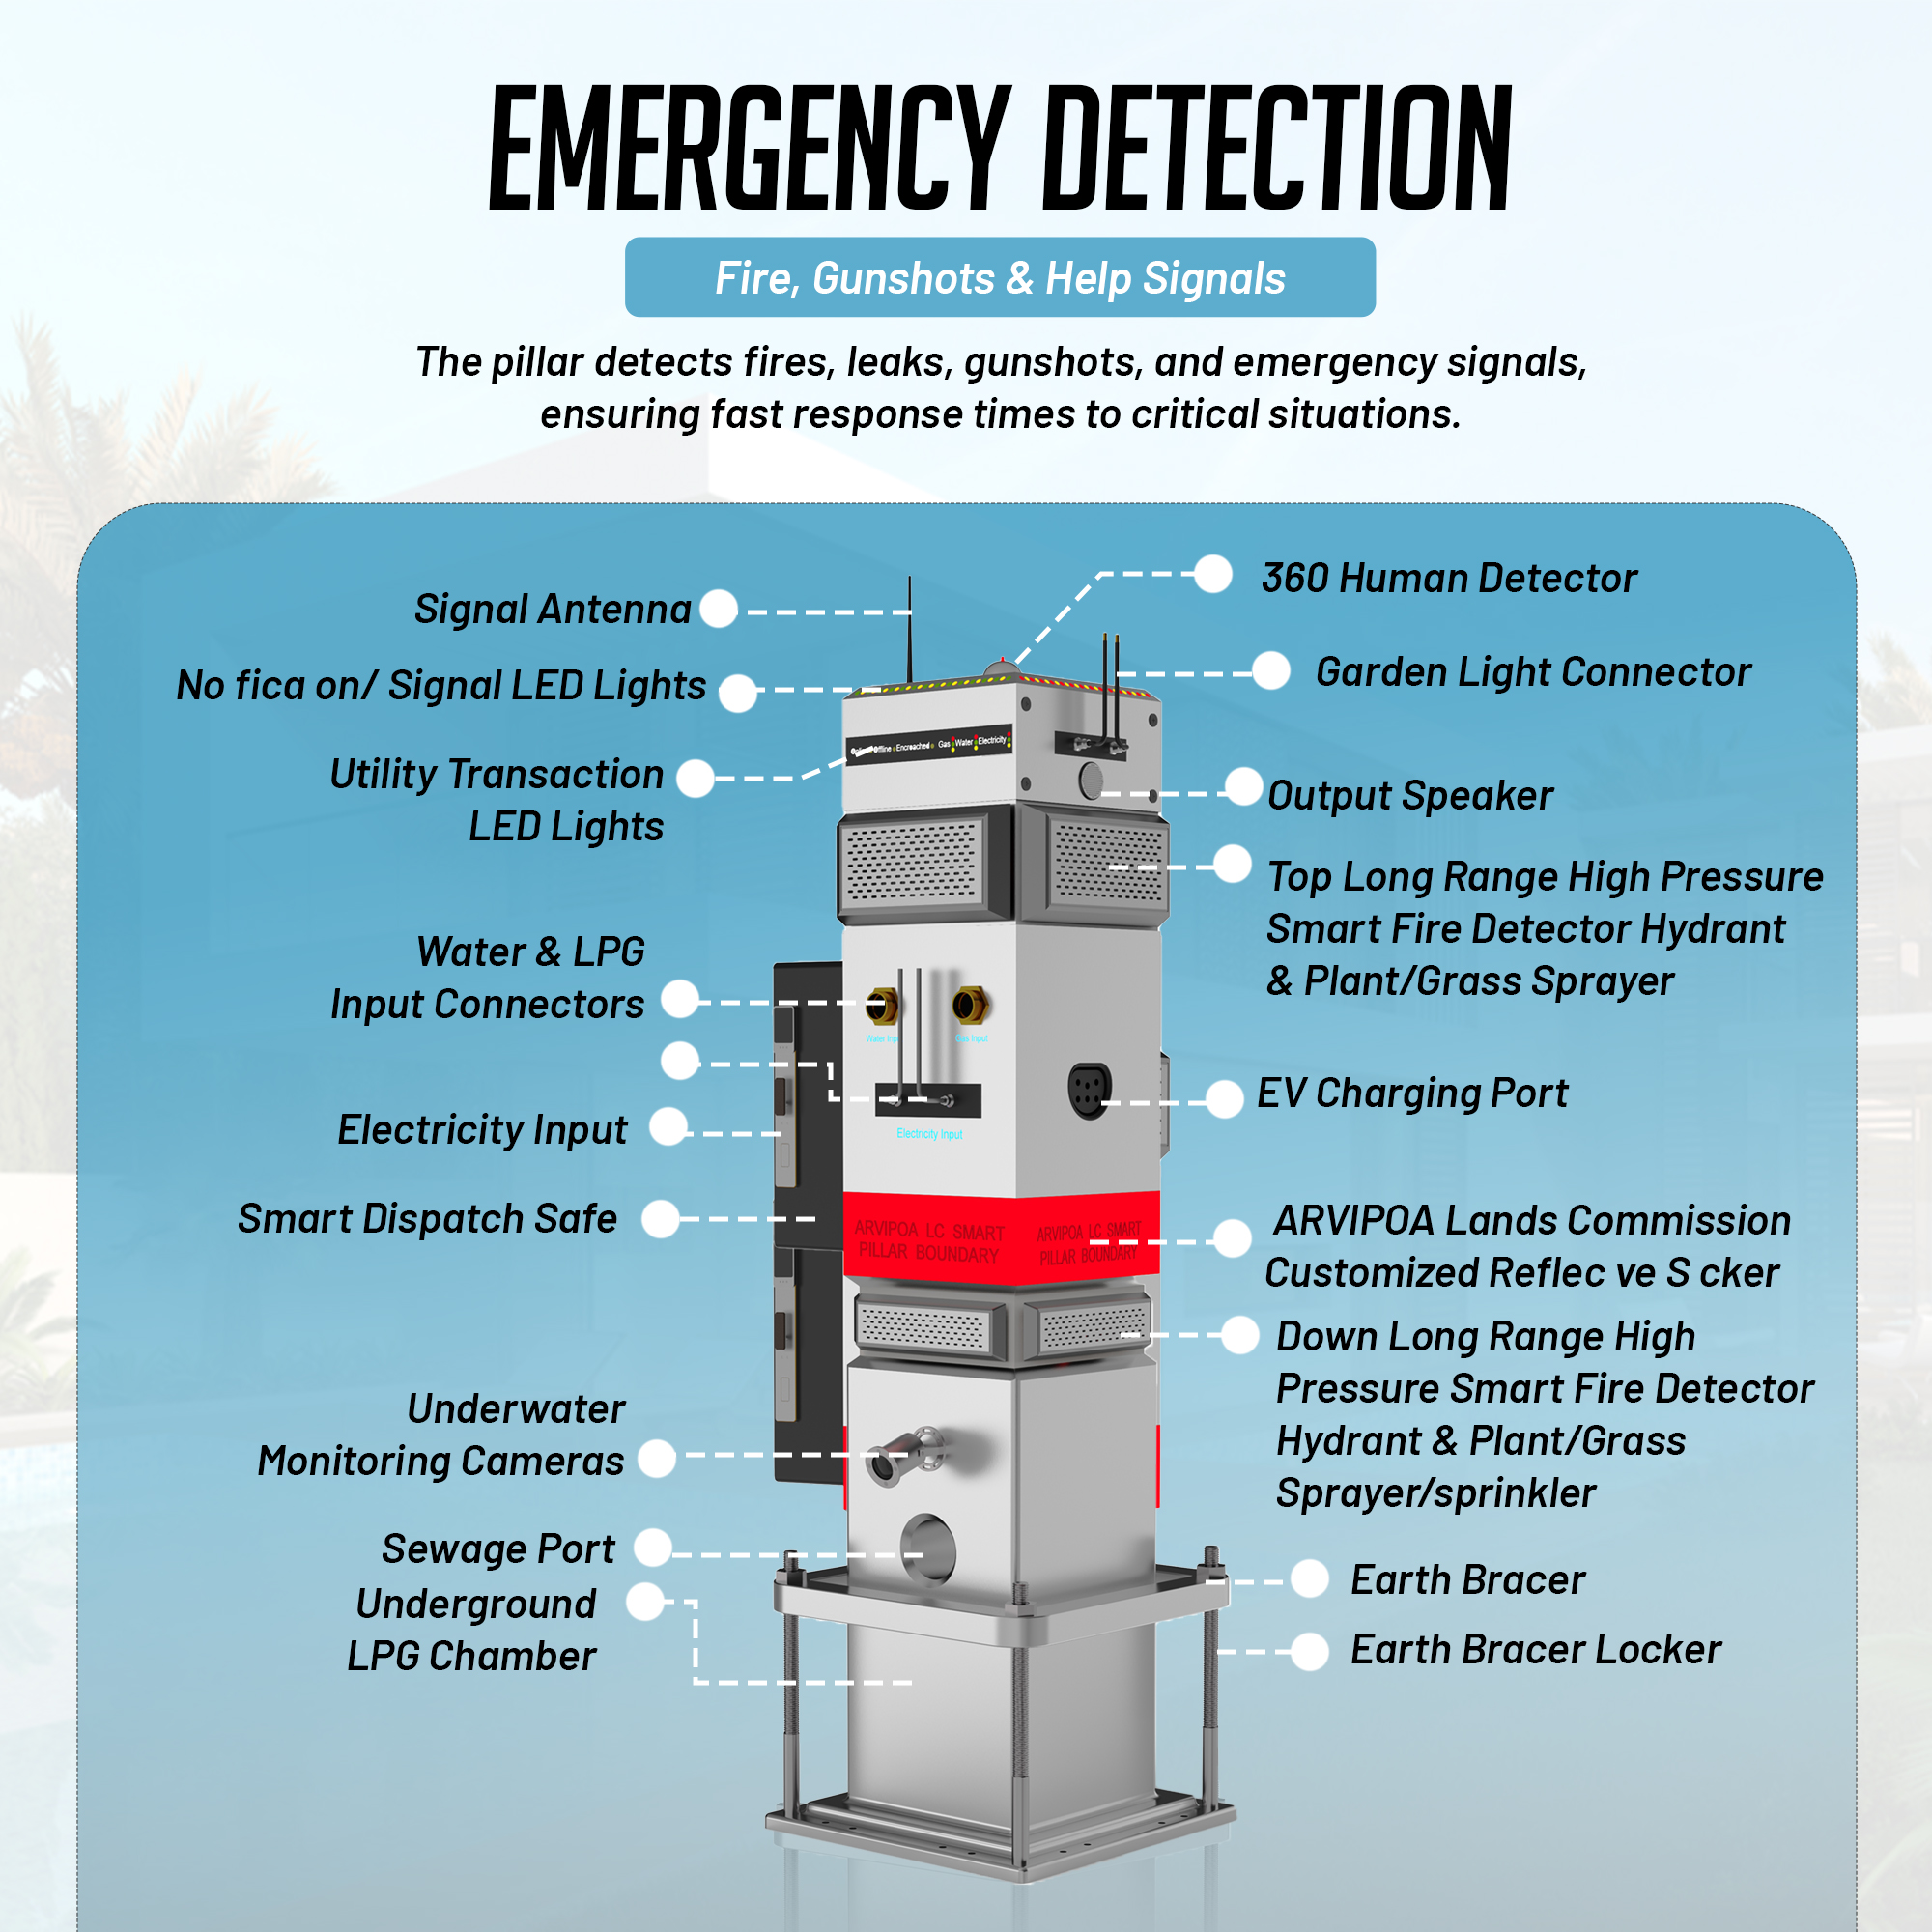 EMERGENCY DETECTION
Fire, Gunshots & Help Signals
The pillar detects fires, leaks, gunshots, and emergency signals,
ensuring fast response times to critical situations.
Signal Antenna
No fica on/ Signal LED Lights
Utility Transaction
LED Lights
Water & LPG
Input Connectors
Electricity Input
Smart Dispatch Safe
Underwater
Monitoring Cameras
Sewage Port
Underground
LPG Chamber
360 Human Detector
Garden Light Connector
Output Speaker
Top Long Range High Pressure
Smart Fire Detector Hydrant
& Plant/Grass Sprayer
EV Charging Port
ARVIPOA Lands Commission
Customized Reflec ve S cker
Down Long Range High
Pressure Smart Fire Detector
Hydrant & Plant/Grass
Sprayer/sprinkler
Earth Bracer
Earth Bracer Locker
Encroached Gas Water Electricity
Water Gas Input
Electricity Input
ARVIPOA LC SMART
PILLAR BOUNDARY
ARVIPOA LC SMART
PILLAR BOUNDARY